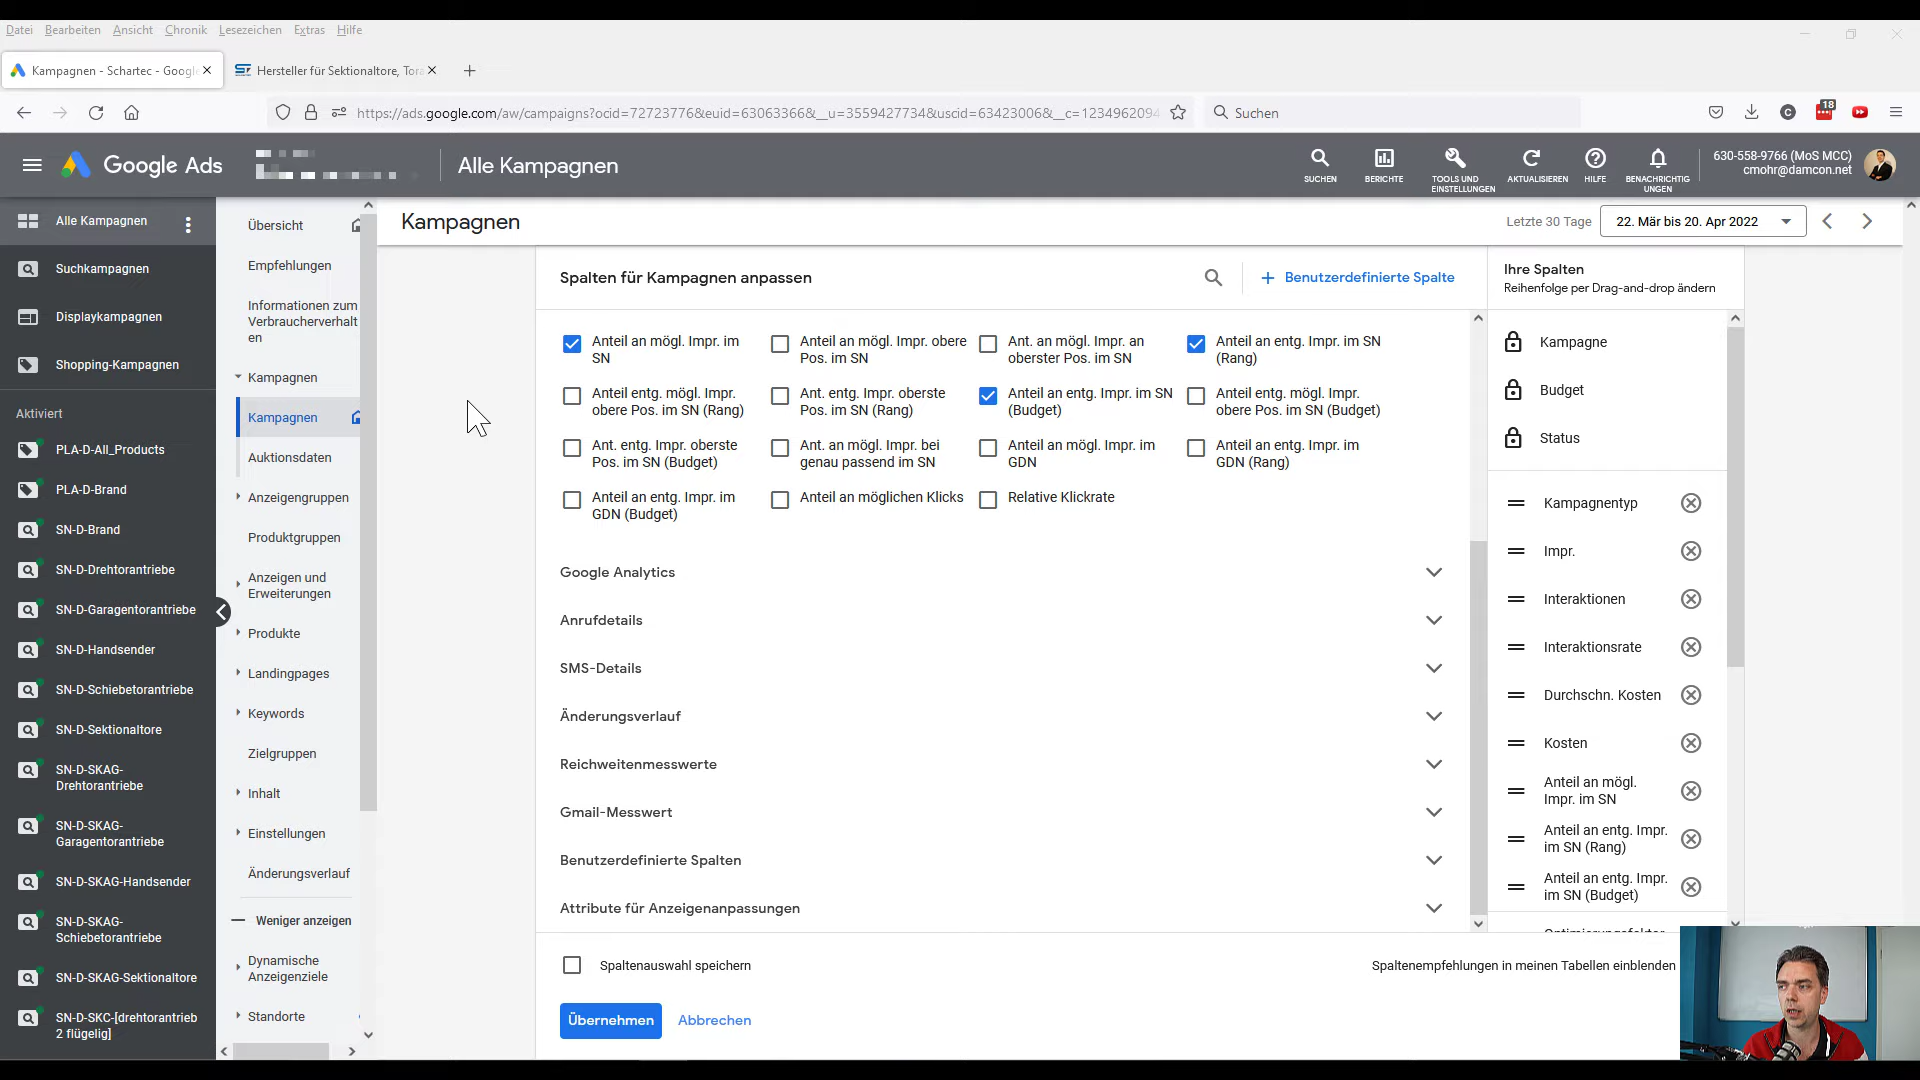 Datei Bearbeiten Ansicht Chronik Lesezeichen Extras Hilfe
Kampagnen - Schartec - Google
Hersteller für Sektionaltore, Tora
https://ads.google.com/aw/campaigns?ocid=72723776&euid=63063366&__u=3559427734&uscid=63423006&__c=1234962094
Suchen
18
Google Ads
Alle Kampagnen
SUCHEN
BERICHTE
TOOLS UND
EINSTELLUNGEN
AKTUALISIEREN
HILFE
BENACHRICHTIG
UNGEN
630-558-9766 (MoS MCC)
cmohr@damcon.net
Alle Kampagnen
Suchkampagnen
Displaykampagnen
Shopping-Kampagnen
Aktiviert
PLA-D-All_Products
PLA-D-Brand
SN-D-Brand
SN-D-Drehtorantriebe
SN-D-Garagentorantriebe
SN-D-Handsender
SN-D-Schiebetorantriebe
SN-D-Sektionaltore
SN-D-SKAG-
Drehtorantriebe
SN-D-SKAG-
Garagentorantriebe
SN-D-SKAG-Handsender
SN-D-SKAG-
Schiebetorantriebe
SN-D-SKAG-Sektionaltore
SN-D-SKC-[drehtorantrieb
2 flügelig]
Übersicht
Empfehlungen
Informationen zum
Verbraucherverhalt
en
Kampagnen
Kampagnen
Auktionsdaten
Anzeigengruppen
Produktgruppen
Anzeigen und
Erweiterungen
Produkte
Landingpages
Keywords
Zielgruppen
Inhalt
Einstellungen
Änderungsverlauf
Weniger anzeigen
Dynamische
Anzeigenziele
Standorte
Kampagnen
Letzte 30 Tage
22. Mär bis 20. Apr 2022
Spalten für Kampagnen anpassen
Benutzerdefinierte Spalte
Anteil an mögl. Impr. im
SN
Anteil an mögl. Impr. obere
Pos. im SN
Ant. an mögl. Impr. an
oberster Pos. im SN
Anteil an entg. Impr. im SN
(Rang)
Anteil entg. mögl. Impr.
obere Pos. im SN (Rang)
Ant. entg. Impr. oberste
Pos. im SN (Rang)
Anteil an entg. Impr. im SN
(Budget)
Anteil entg. mögl. Impr.
obere Pos. im SN (Budget)
Ant. entg. Impr. oberste
Pos. im SN (Budget)
Ant. an mögl. Impr. bei
genau passend im SN
Anteil an mögl. Impr. im
GDN
Anteil an entg. Impr. im
GDN (Rang)
Anteil an entg. Impr. im
GDN (Budget)
Anteil an möglichen Klicks
Relative Klickrate
Google Analytics
Anrufdetails
SMS-Details
Änderungsverlauf
Reichweitenmesswerte
Gmail-Messwert
Benutzerdefinierte Spalten
Attribute für Anzeigenanpassungen
Spaltenauswahl speichern
Spaltenempfehlungen in meinen Tabellen einblenden
Übernehmen
Abbrechen
Ihre Spalten
Reihenfolge per Drag-and-drop ändern
Kampagne
Budget
Status
Kampagnentyp
Impr.
Interaktionen
Interaktionsrate
Durchschn. Kosten
Kosten
Anteil an mögl.
Impr. im SN
Anteil an entg. Impr.
im SN (Rang)
Anteil an entg. Impr.
im SN (Budget)